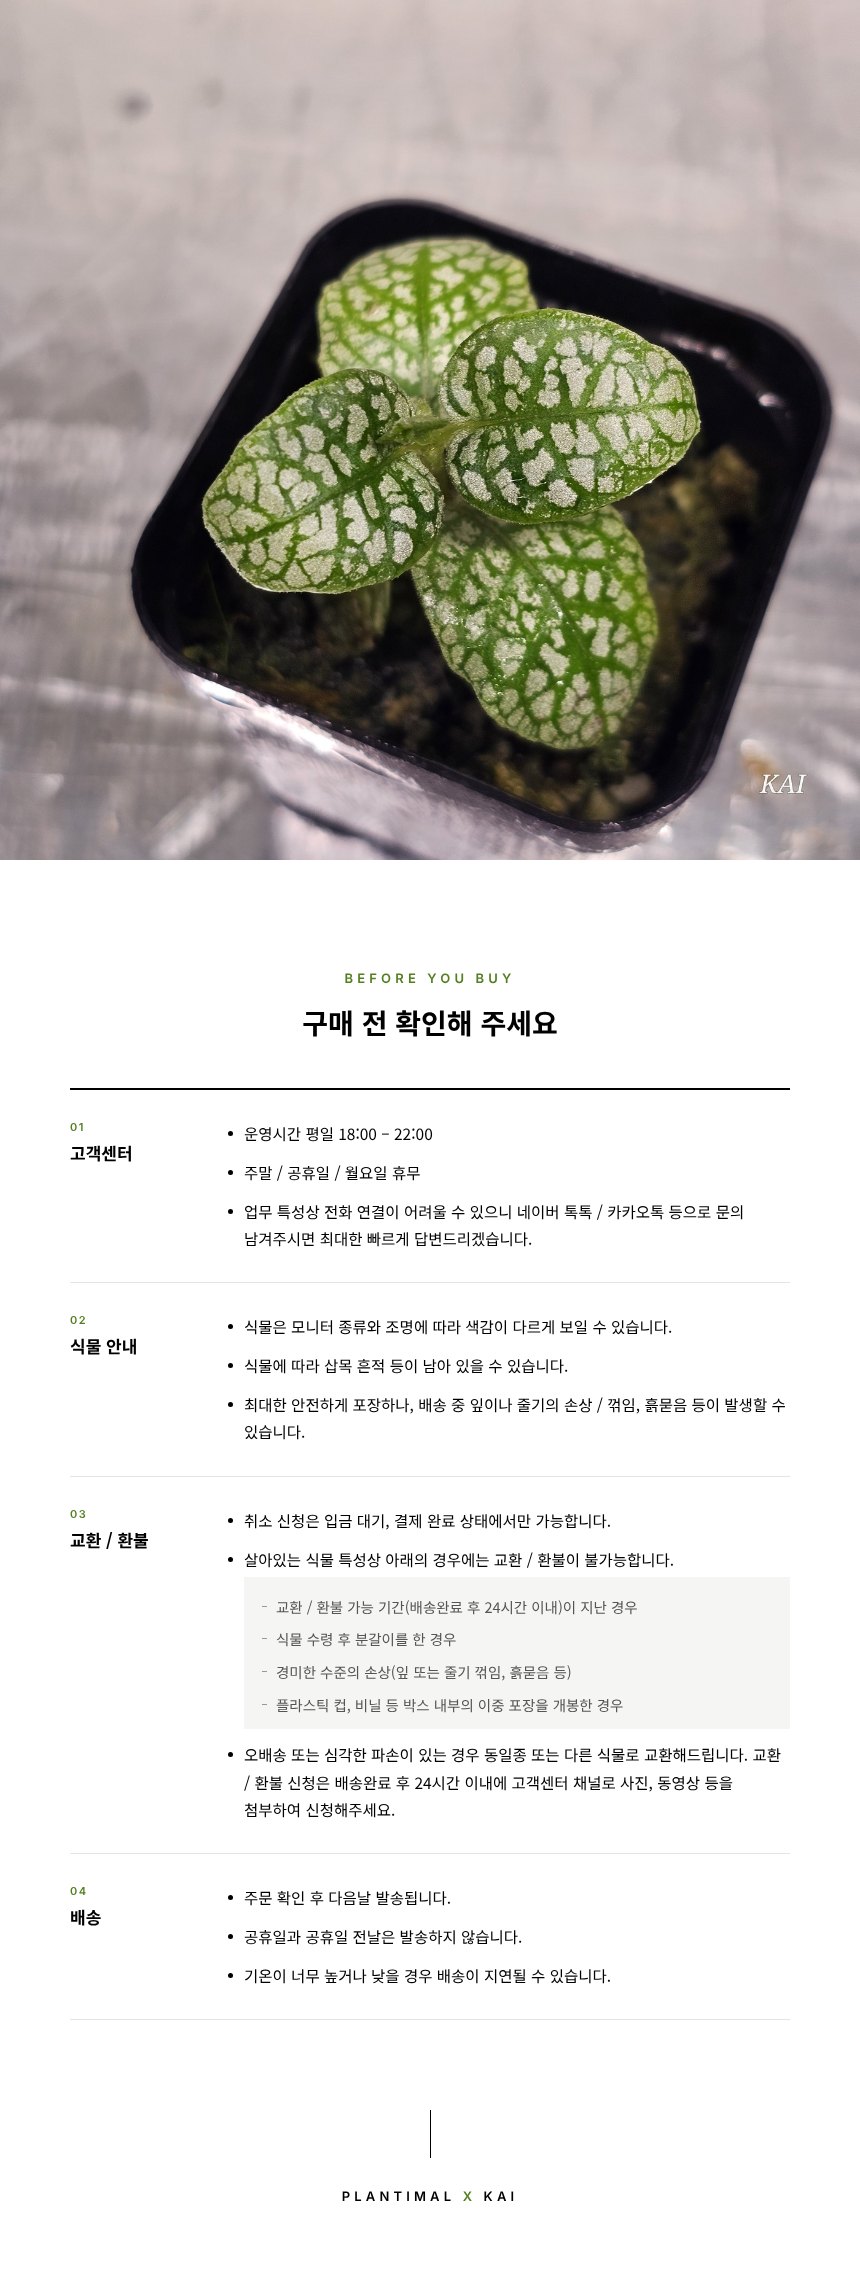 KAI
BEFORE YOU BUY
구매 전 확인해 주세요
01
고객센터
• 운영시간 평일 18:00 – 22:00
• 주말 / 공휴일 / 월요일 휴무
• 업무 특성상 전화 연결이 어려울 수 있으니 네이버 톡톡 / 카카오톡 등으로 문의
남겨주시면 최대한 빠르게 답변드리겠습니다.
02
식물 안내
• 식물은 모니터 종류와 조명에 따라 색감이 다르게 보일 수 있습니다.
• 식물에 따라 삽목 흔적 등이 남아 있을 수 있습니다.
• 최대한 안전하게 포장하나, 배송 중 잎이나 줄기의 손상 / 꺾임, 흙묻음 등이 발생할 수
있습니다.
03
교환 / 환불
• 취소 신청은 입금 대기, 결제 완료 상태에서만 가능합니다.
• 살아있는 식물 특성상 아래의 경우에는 교환 / 환불이 불가능합니다.
– 교환 / 환불 가능 기간(배송완료 후 24시간 이내)이 지난 경우
– 식물 수령 후 분갈이를 한 경우
– 경미한 수준의 손상(잎 또는 줄기 꺾임, 흙묻음 등)
– 플라스틱 컵, 비닐 등 박스 내부의 이중 포장을 개봉한 경우
• 오배송 또는 심각한 파손이 있는 경우 동일종 또는 다른 식물로 교환해드립니다. 교환
/ 환불 신청은 배송완료 후 24시간 이내에 고객센터 채널로 사진, 동영상 등을
첨부하여 신청해주세요.
04
배송
• 주문 확인 후 다음날 발송됩니다.
• 공휴일과 공휴일 전날은 발송하지 않습니다.
• 기온이 너무 높거나 낮을 경우 배송이 지연될 수 있습니다.
PLANTIMAL X KAI